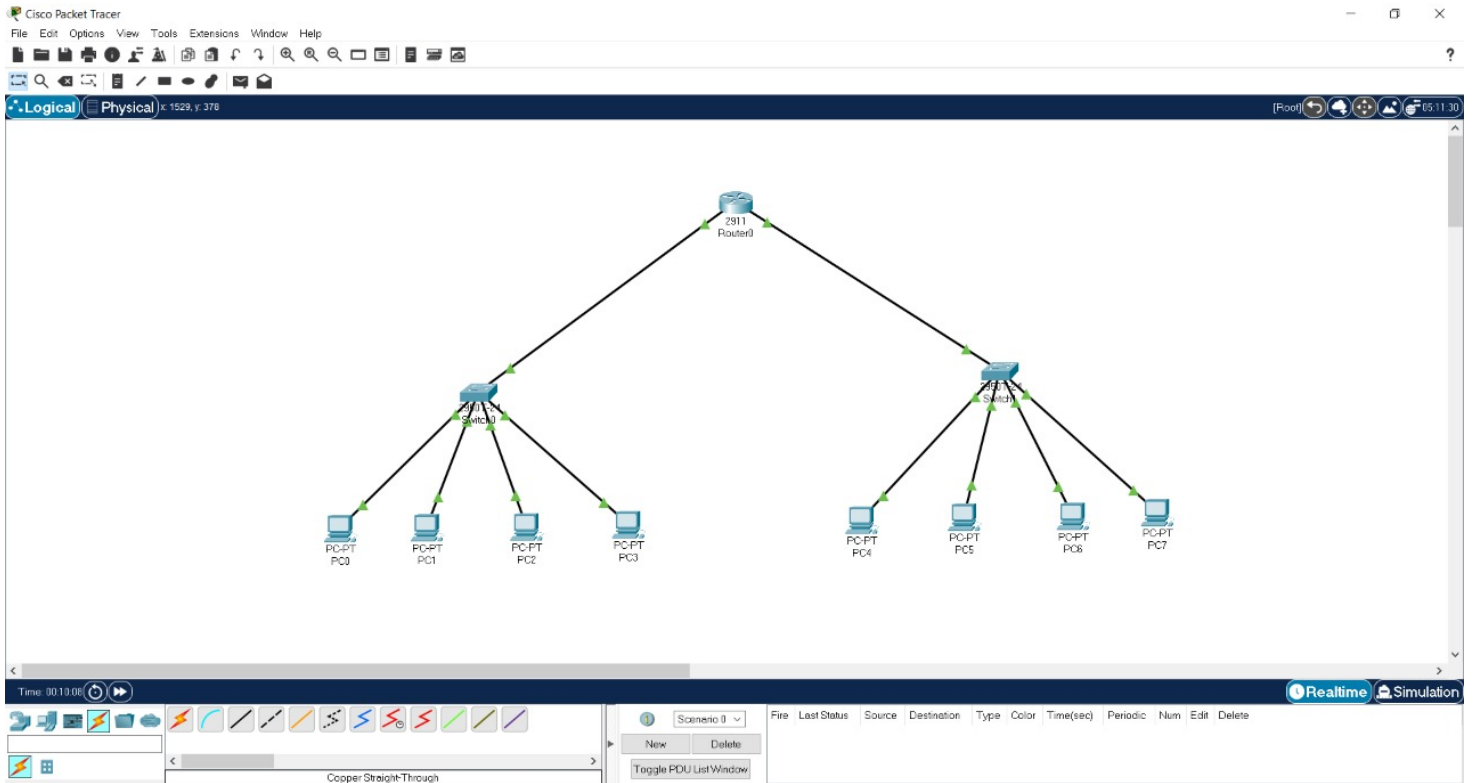 Cisco Packet Tracer
File Edit Options View Tools Extensions Window Help
?
Logical Physical x: 1529, y: 378 [Root] 05:11:30
2911
Router0
Switch0
Switch1
PC-PT
PC0
PC-PT
PC1
PC-PT
PC2
PC-PT
PC3
PC-PT
PC4
PC-PT
PC5
PC-PT
PC6
PC-PT
PC7
Time: 00:10:08 Realtime Simulation
Scenario 0 Fire Last Status Source Destination Type Color Time(sec) Periodic Num Edit Delete
New Delete
Toggle PDU List Window
Copper Straight-Through